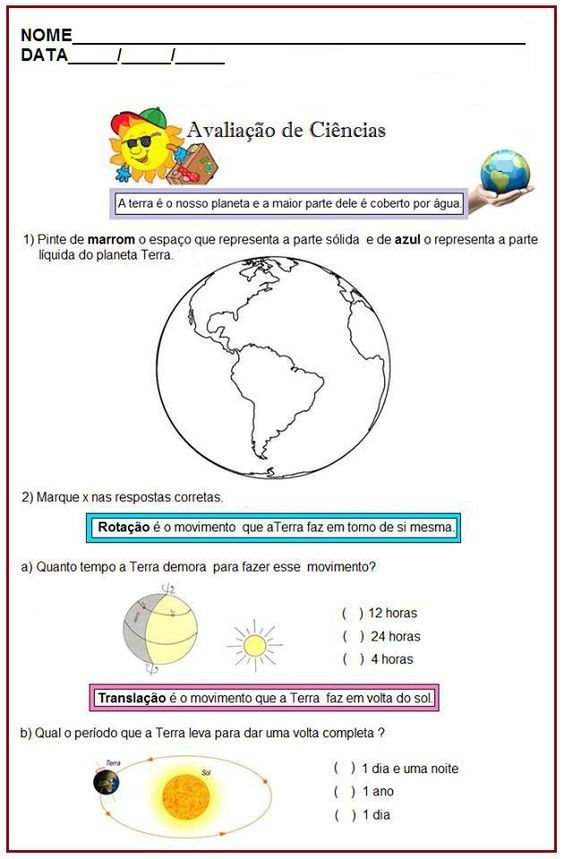 NOME_______________________________________________
DATA_____/_____/_____
Avaliação de Ciências
A terra é o nosso planeta e a maior parte dele é coberto por água.
1) Pinte de marrom o espaço que representa a parte sólida e de azul o representa a parte
líquida do planeta Terra.
2) Marque x nas respostas corretas.
Rotação é o movimento que aTerra faz em torno de si mesma.
a) Quanto tempo a Terra demora para fazer esse movimento?
( ) 12 horas
( ) 24 horas
( ) 4 horas
Translação é o movimento que a Terra faz em volta do sol.
b) Qual o período que a Terra leva para dar uma volta completa ?
Terra
Sol
( ) 1 dia e uma noite
( ) 1 ano
( ) 1 dia